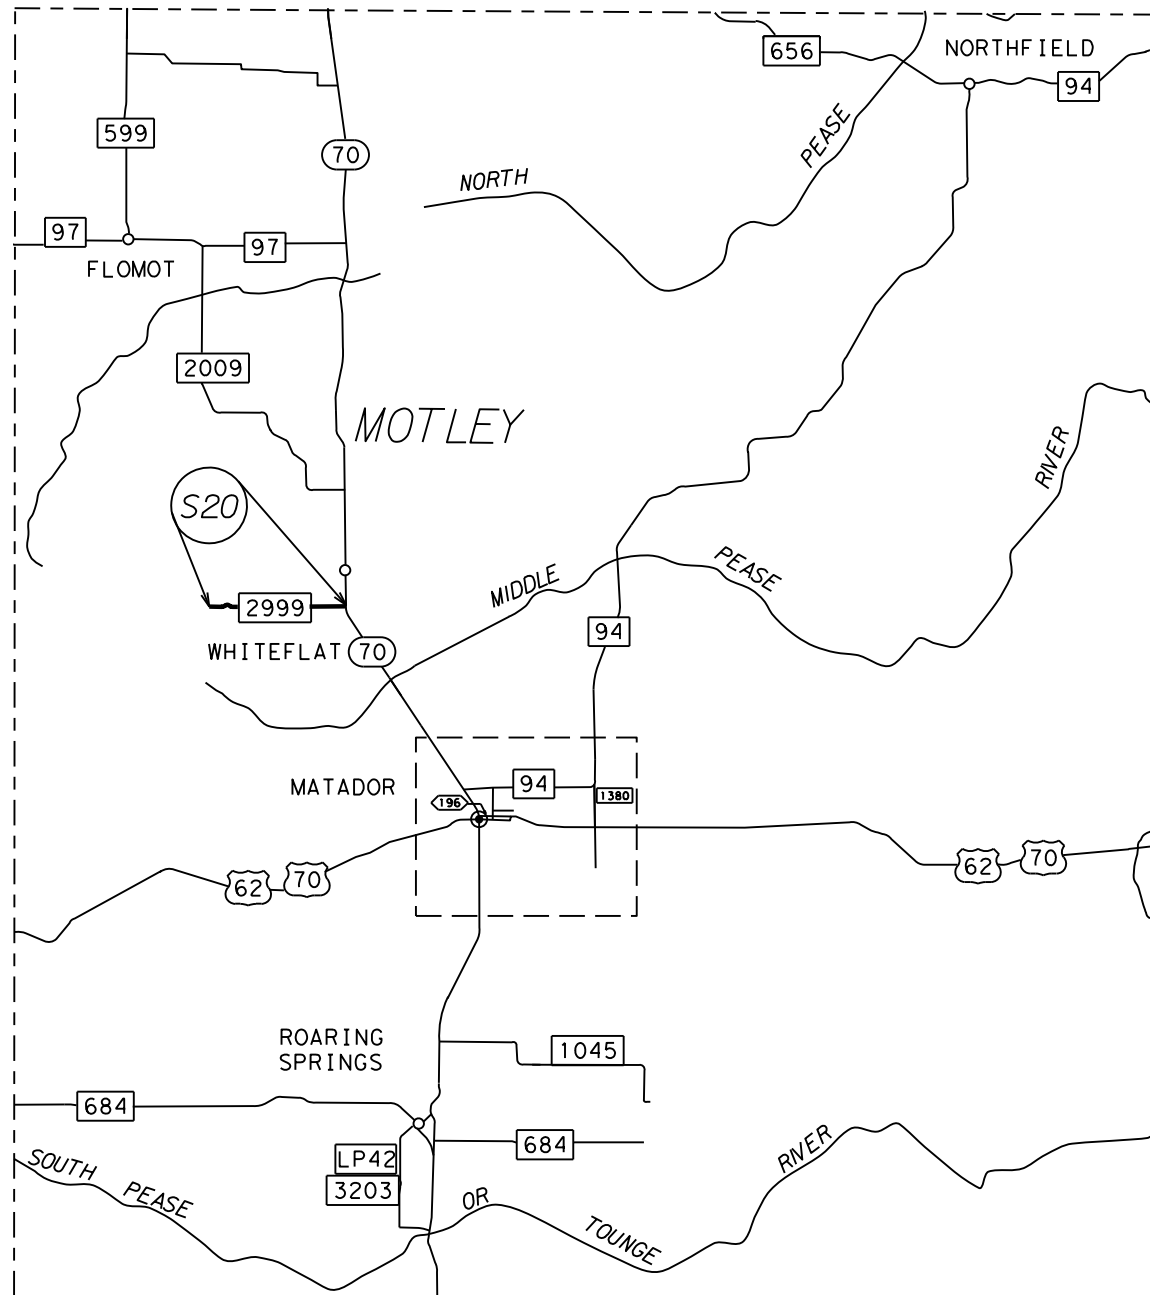 656
NORTHFIELD
94
599
70
PEASE
NORTH
97
97
FLOMOT
2009
MOTLEY
RIVER
S20
MIDDLE
PEASE
2999
94
WHITEFLAT
70
MATADOR
94
196
1380
62
70
62
70
ROARING
SPRINGS
1045
684
684
LP42
3203
SOUTH
PEASE
OR
TOUNGE
RIVER